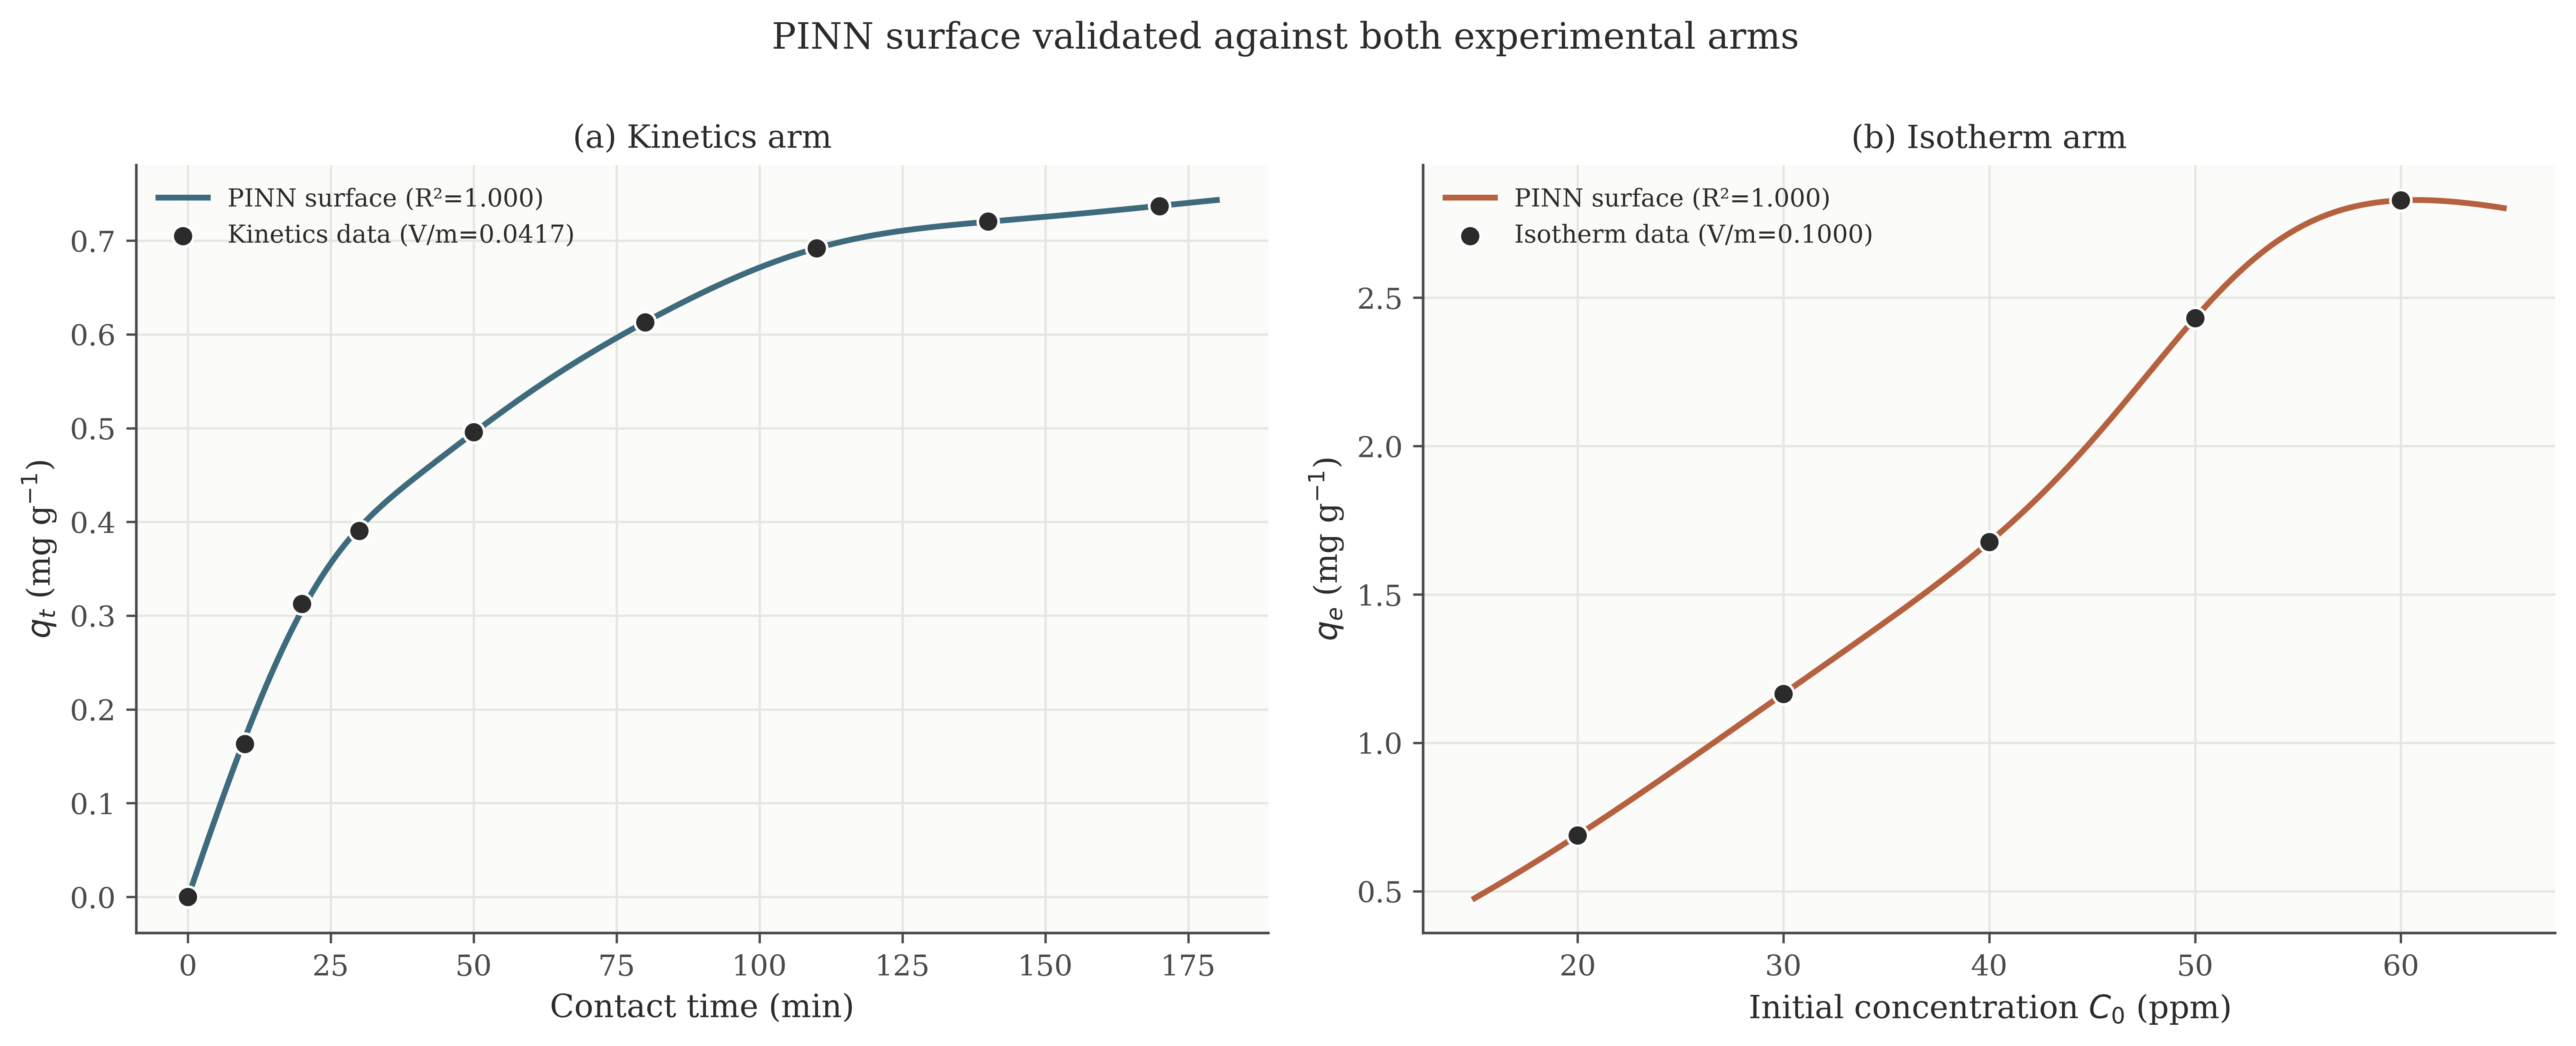 PINN surface validated against both experimental arms
(a) Kinetics arm
PINN surface (R²=1.000)
Kinetics data (V/m=0.0417)
0.7
0.6
0.5
0.4
0.3
0.2
0.1
0.0
qₜ (mg g⁻¹)
0 25 50 75 100 125 150 175
Contact time (min)
(b) Isotherm arm
PINN surface (R²=1.000)
Isotherm data (V/m=0.1000)
2.5
2.0
1.5
1.0
0.5
qₑ (mg g⁻¹)
20 30 40 50 60
Initial concentration C₀ (ppm)